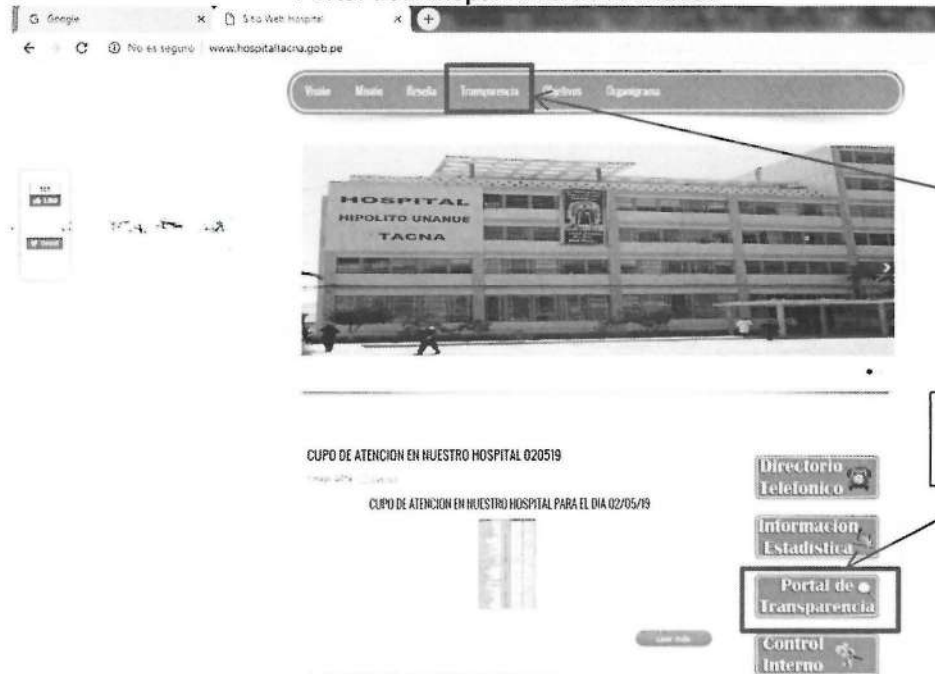 Google
Sitio Web Hospital
No es seguro www.hospitaltacna.gob.pe
Visión Misión Reseña Transparencia Objetivos Organigrama
HOSPITAL
HIPOLITO UNANUE
TACNA
CUPO DE ATENCION EN NUESTRO HOSPITAL 020519
CUPO DE ATENCION EN NUESTRO HOSPITAL PARA EL DIA 02/05/19
Leer más
Directorio
Telefonico
Informacion
Estadistica
Portal de
Transparencia
Control
Interno